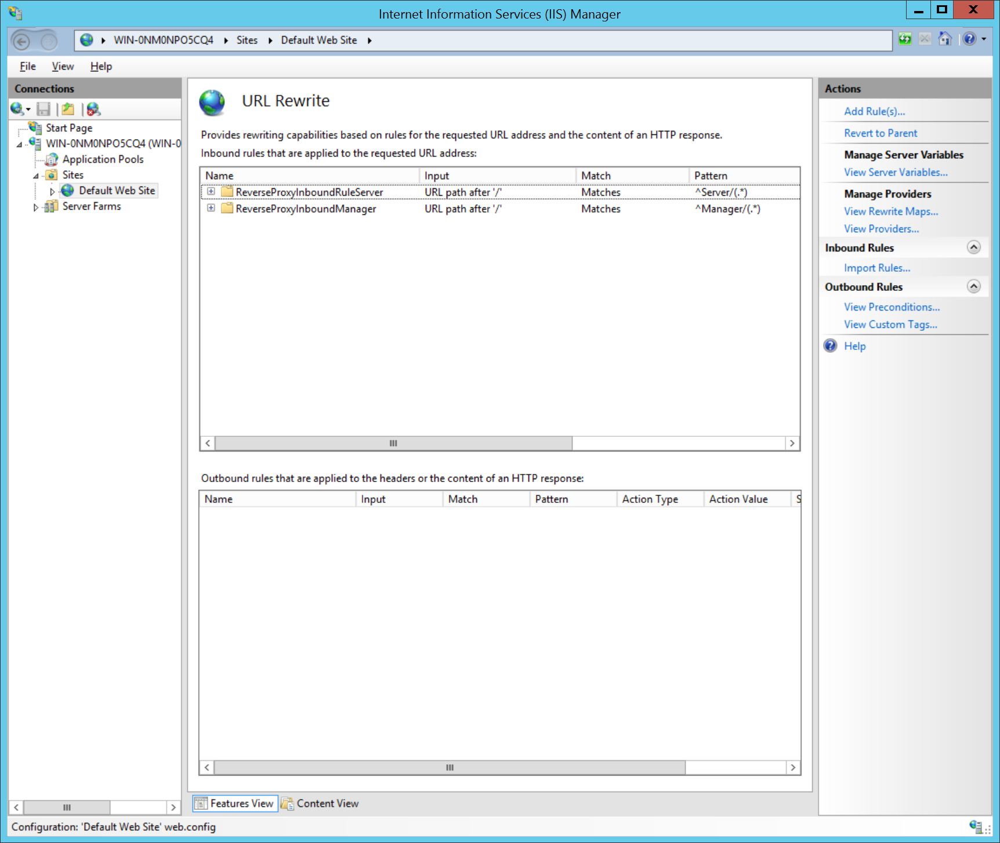 Internet Information Services (IIS) Manager
WIN-0NM0NPO5CQ4 Sites Default Web Site
File View Help
Connections
Start Page
WIN-0NM0NPO5CQ4 (WIN-0
Application Pools
Sites
Default Web Site
Server Farms
URL Rewrite
Provides rewriting capabilities based on rules for the requested URL address and the content of an HTTP response.
Inbound rules that are applied to the requested URL address:
Name Input Match Pattern
ReverseProxyInboundRuleServer URL path after '/' Matches ^Server/(.*)
ReverseProxyInboundManager URL path after '/' Matches ^Manager/(.*)
Outbound rules that are applied to the headers or the content of an HTTP response:
Name Input Match Pattern Action Type Action Value S
Features View Content View
Actions
Add Rule(s)...
Revert to Parent
Manage Server Variables
View Server Variables...
Manage Providers
View Rewrite Maps...
View Providers...
Inbound Rules
Import Rules...
Outbound Rules
View Preconditions...
View Custom Tags...
Help
Configuration: 'Default Web Site' web.config